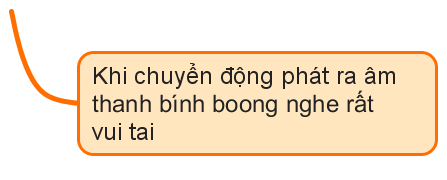 Khi chuyển động phát ra âm
thanh bính boong nghe rất
vui tai